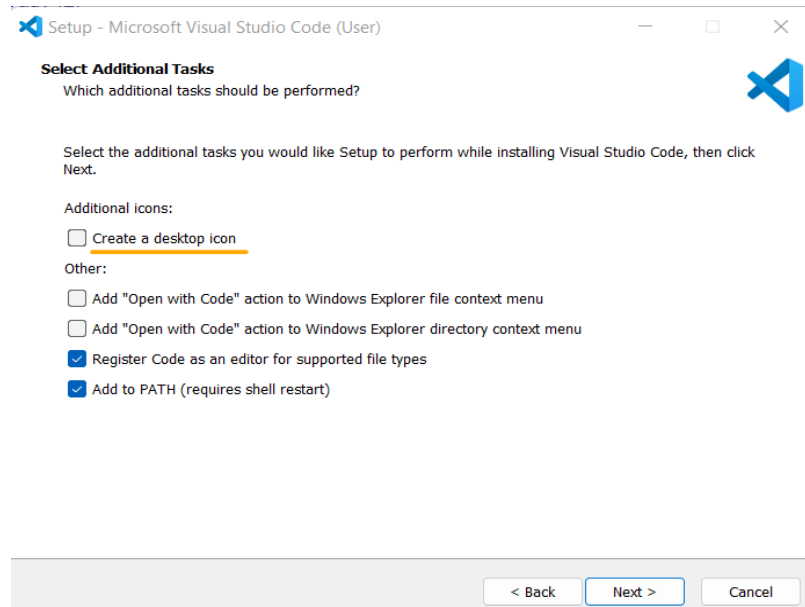 Setup - Microsoft Visual Studio Code (User)
Select Additional Tasks
Which additional tasks should be performed?
Select the additional tasks you would like Setup to perform while installing Visual Studio Code, then click
Next.
Additional icons:
Create a desktop icon
Other:
Add "Open with Code" action to Windows Explorer file context menu
Add "Open with Code" action to Windows Explorer directory context menu
Register Code as an editor for supported file types
Add to PATH (requires shell restart)
< Back Next > Cancel